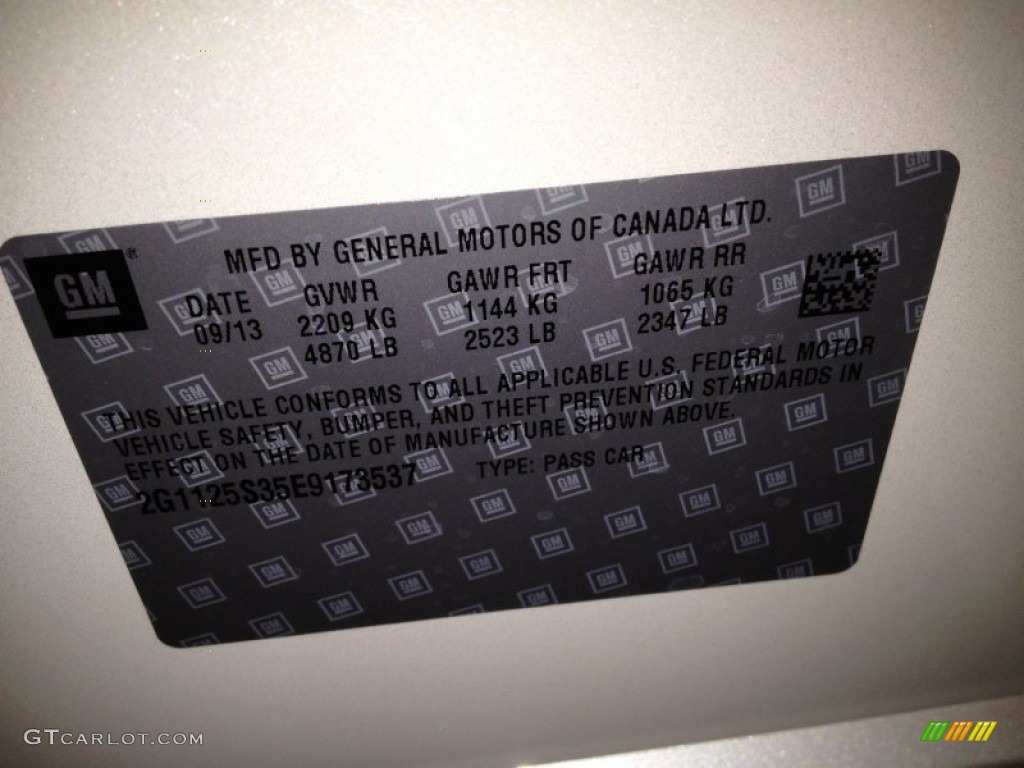 MFD BY GENERAL MOTORS OF CANADA LTD.
GM®
DATE GVWR GAWR FRT GAWR RR
09/13 2209 KG 1144 KG 1065 KG
4870 LB 2523 LB 2347 LB
THIS VEHICLE CONFORMS TO ALL APPLICABLE U.S. FEDERAL MOTOR
VEHICLE SAFETY, BUMPER, AND THEFT PREVENTION STANDARDS IN
EFFECT ON THE DATE OF MANUFACTURE SHOWN ABOVE.
2G1125S35E9173537 TYPE: PASS CAR
GTCARLOT.COM